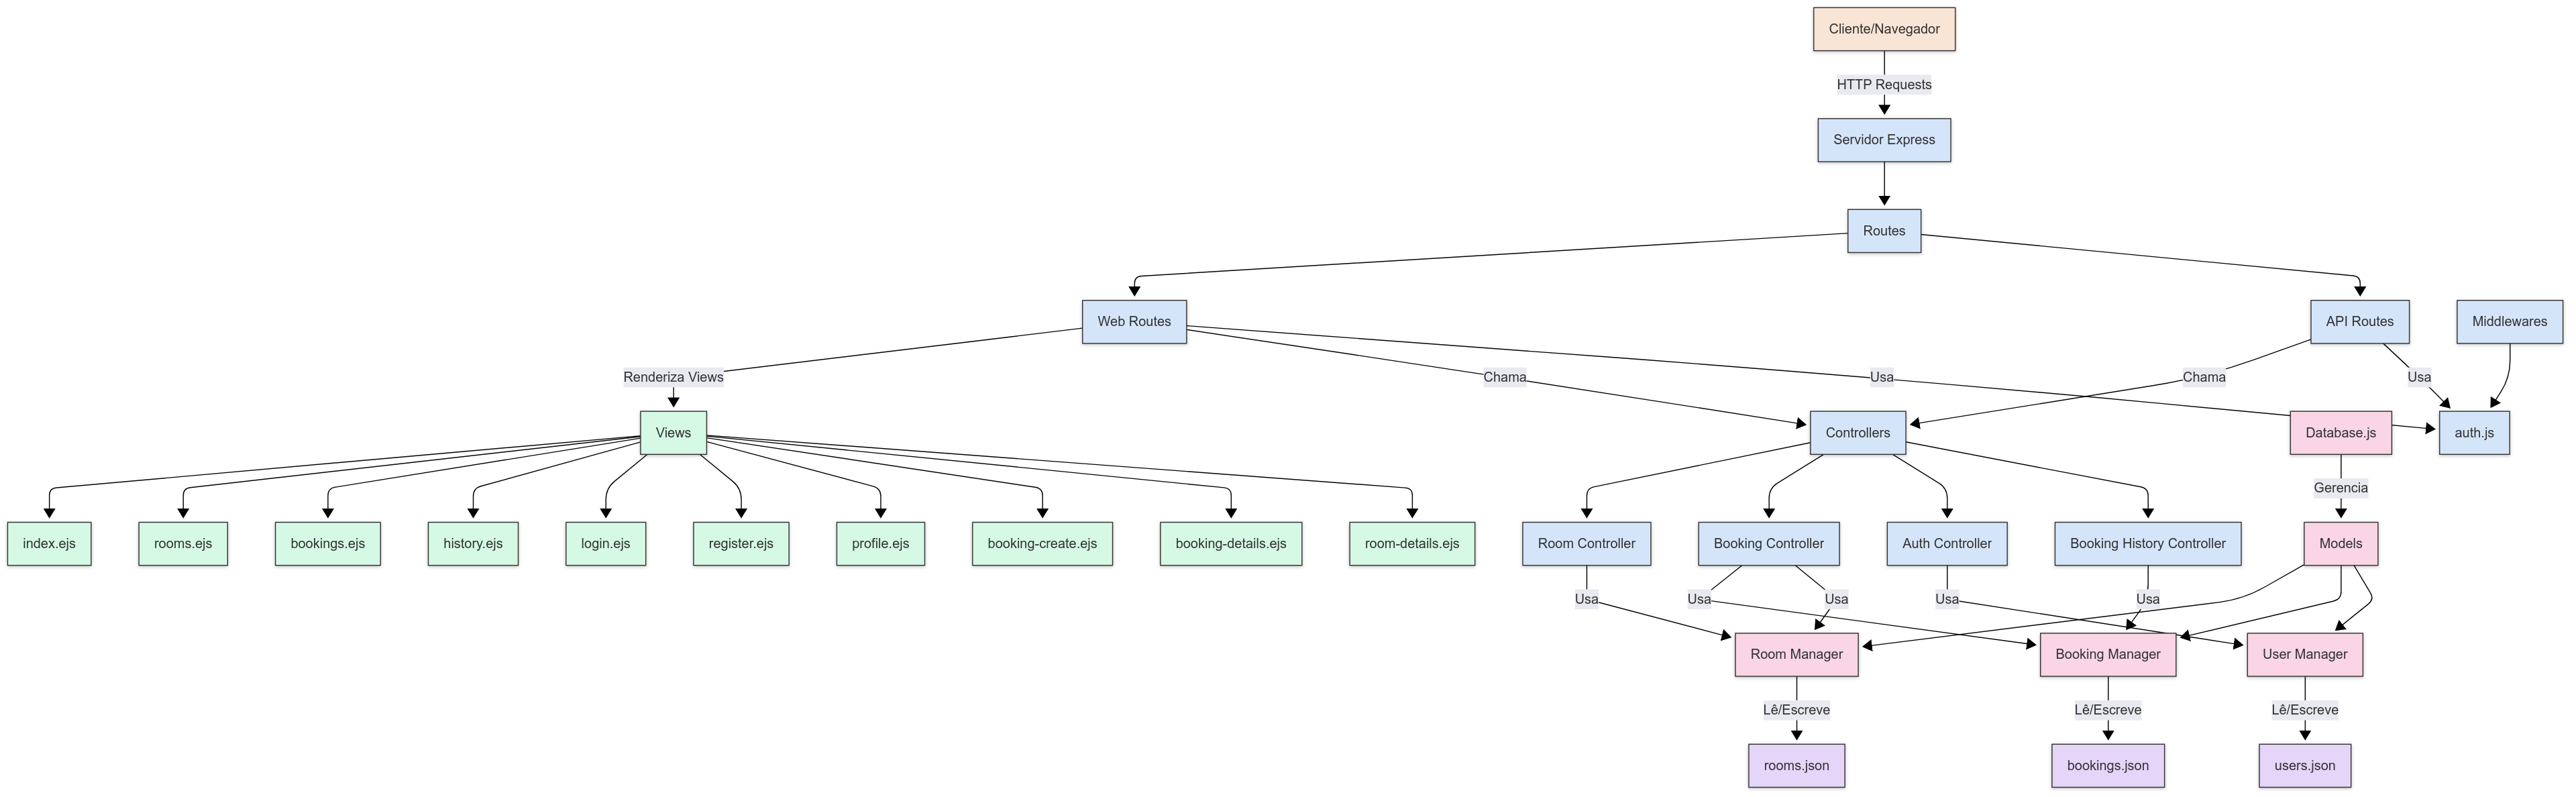 Cliente/Navegador
HTTP Requests
Servidor Express
Routes
Web Routes
API Routes
Middlewares
Renderiza Views
Chama
Usa
Chama
Usa
Views
Controllers
Database.js
auth.js
Gerencia
index.ejs
rooms.ejs
bookings.ejs
history.ejs
login.ejs
register.ejs
profile.ejs
booking-create.ejs
booking-details.ejs
room-details.ejs
Room Controller
Booking Controller
Auth Controller
Booking History Controller
Models
Usa
Usa
Usa
Usa
Usa
Room Manager
Booking Manager
User Manager
Lê/Escreve
Lê/Escreve
Lê/Escreve
rooms.json
bookings.json
users.json